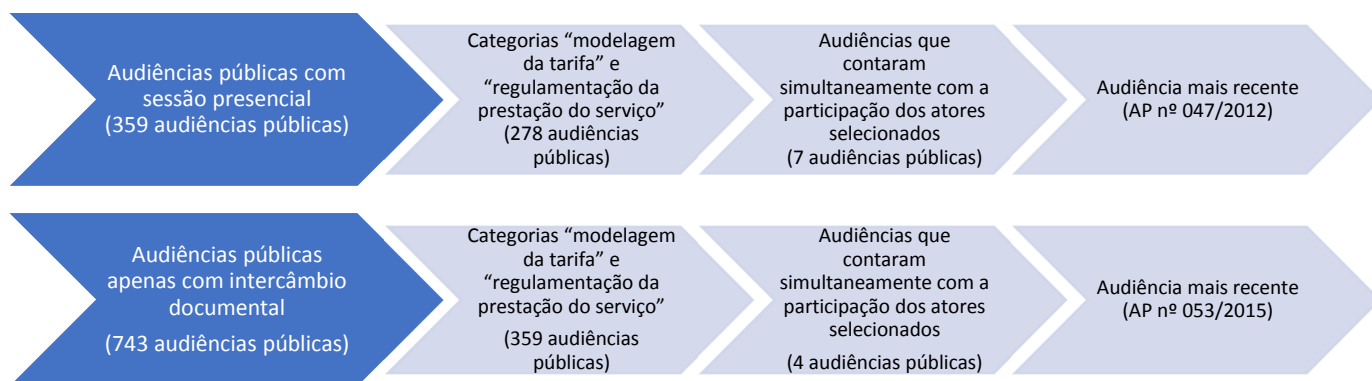 Audiências públicas com
sessão presencial
(359 audiências públicas)
Categorias “modelagem
da tarifa” e
“regulamentação da
prestação do serviço”
(278 audiências
públicas)
Audiências que
contaram
simultaneamente com a
participação dos atores
selecionados
(7 audiências públicas)
Audiência mais recente
(AP nº 047/2012)
Audiências públicas
apenas com intercâmbio
documental
(743 audiências públicas)
Categorias “modelagem
da tarifa” e
“regulamentação da
prestação do serviço”
(359 audiências
públicas)
Audiências que
contaram
simultaneamente com a
participação dos atores
selecionados
(4 audiências públicas)
Audiência mais recente
(AP nº 053/2015)